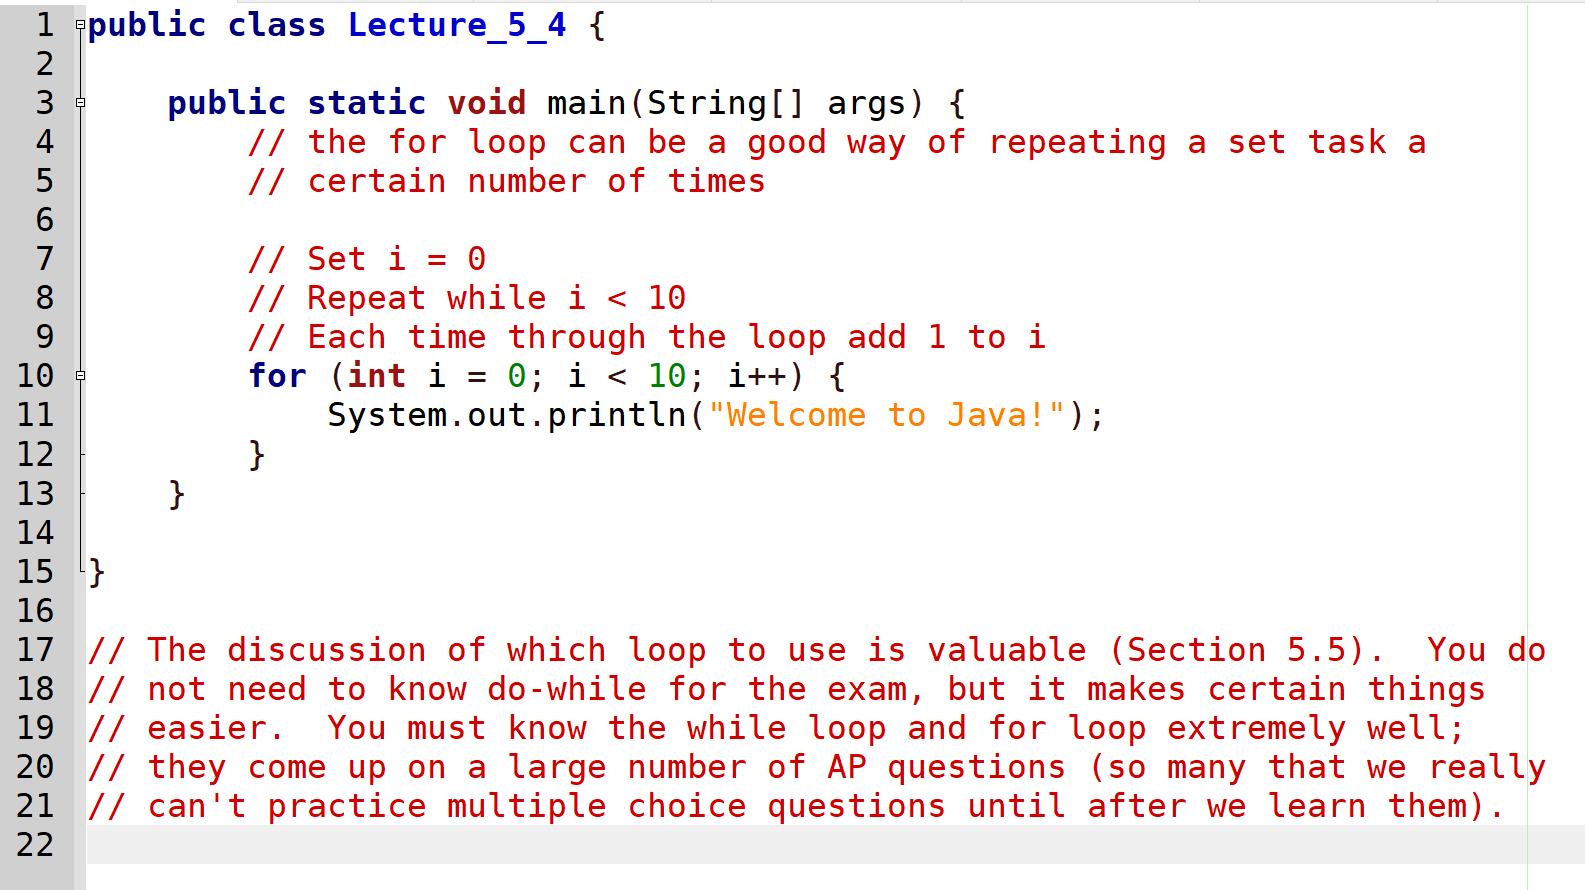 1 public class Lecture_5_4 {
2
3     public static void main(String[] args) {
4         // the for loop can be a good way of repeating a set task a
5         // certain number of times
6
7         // Set i = 0
8         // Repeat while i < 10
9         // Each time through the loop add 1 to i
10         for (int i = 0; i < 10; i++) {
11             System.out.println("Welcome to Java!");
12         }
13     }
14
15 }
16
17 // The discussion of which loop to use is valuable (Section 5.5).  You do
18 // not need to know do-while for the exam, but it makes certain things
19 // easier.  You must know the while loop and for loop extremely well;
20 // they come up on a large number of AP questions (so many that we really
21 // can't practice multiple choice questions until after we learn them).
22